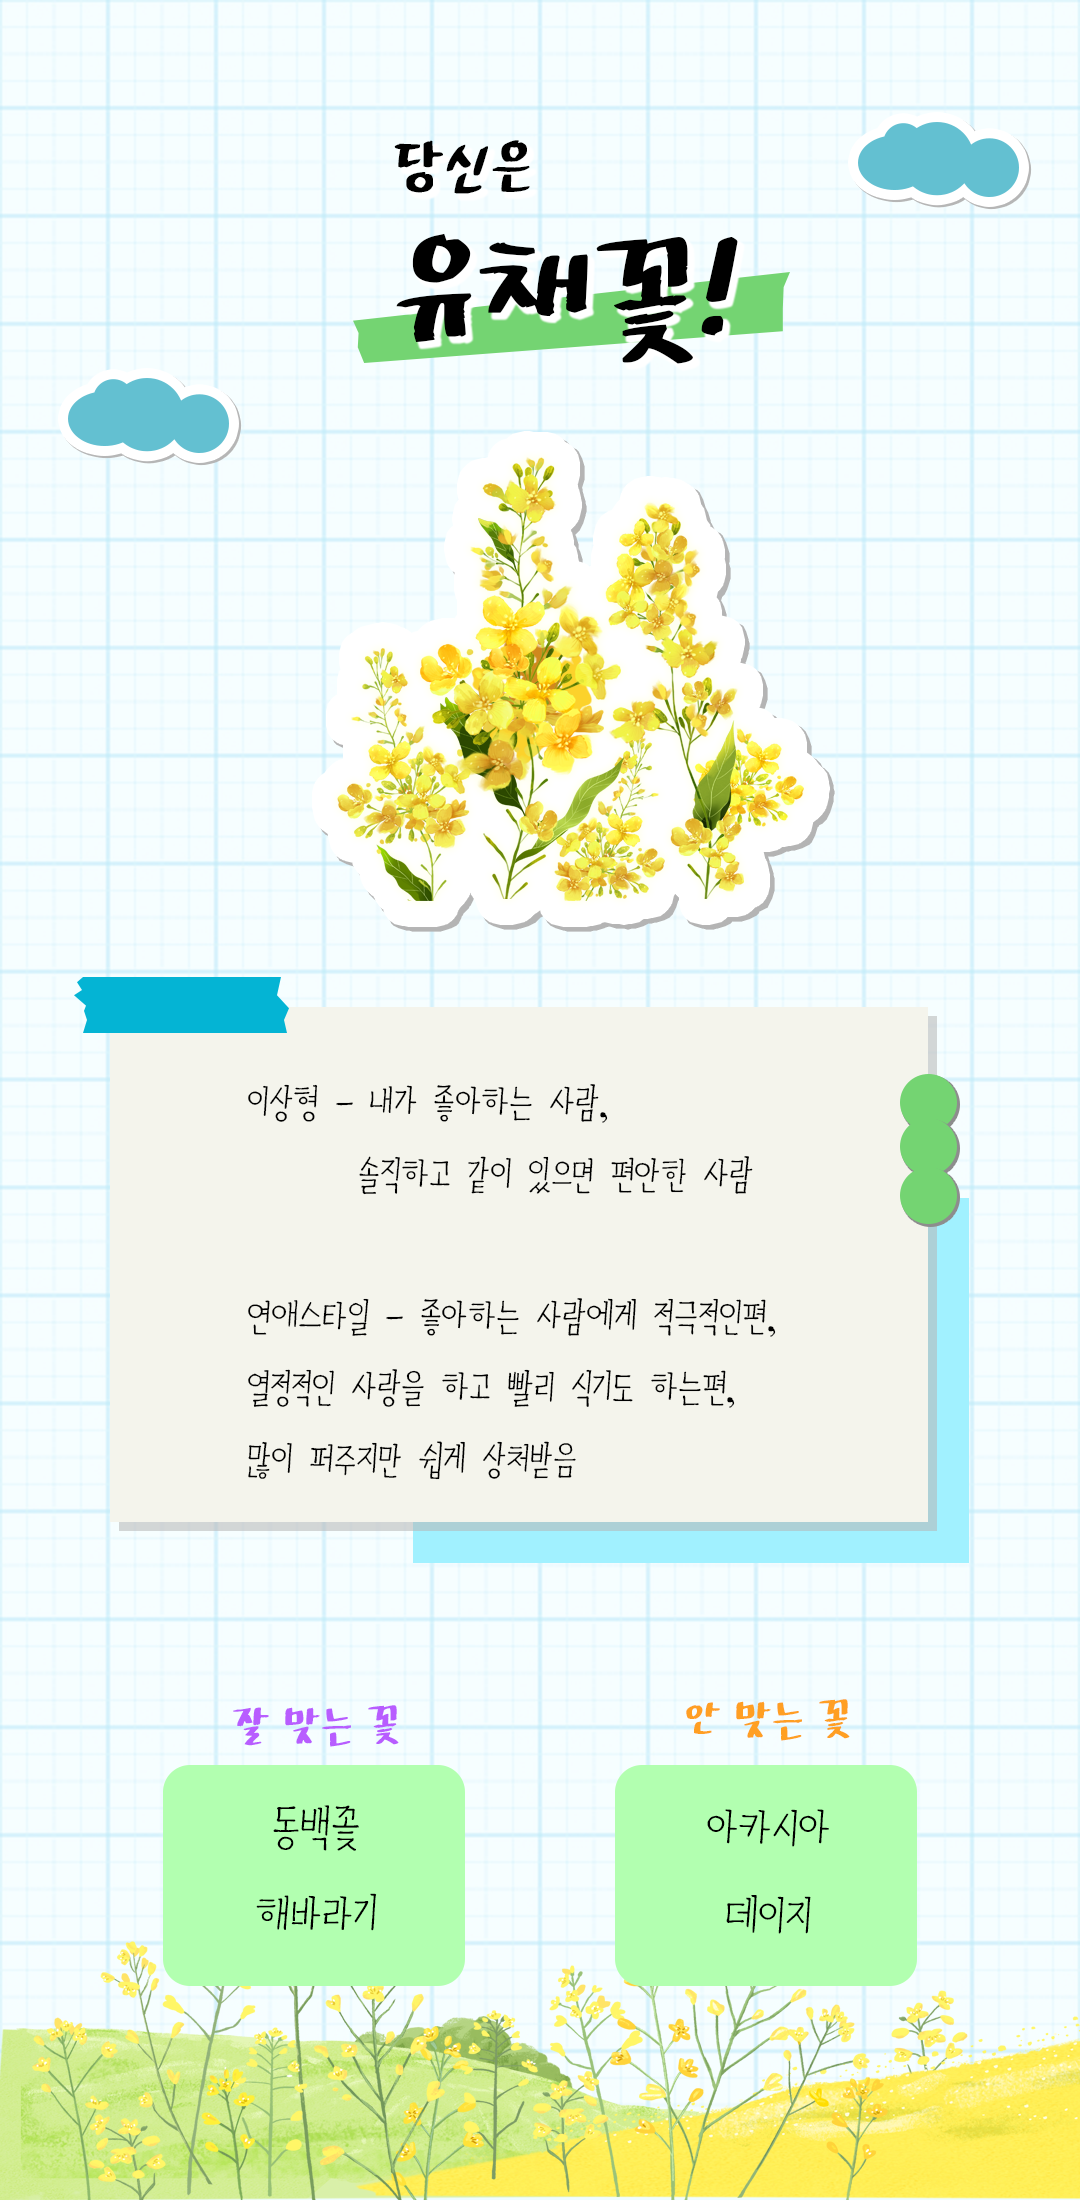 당신은
유채꽃!
이상형 - 내가 좋아하는 사람,
솔직하고 같이 있으면 편안한 사람
연애스타일 - 좋아하는 사람에게 적극적인편,
열정적인 사랑을 하고 빨리 식기도 하는편,
많이 퍼주지만 쉽게 상처받음
잘 맞는 꽃
안 맞는 꽃
동백꽃
아카시아
해바라기
데이지